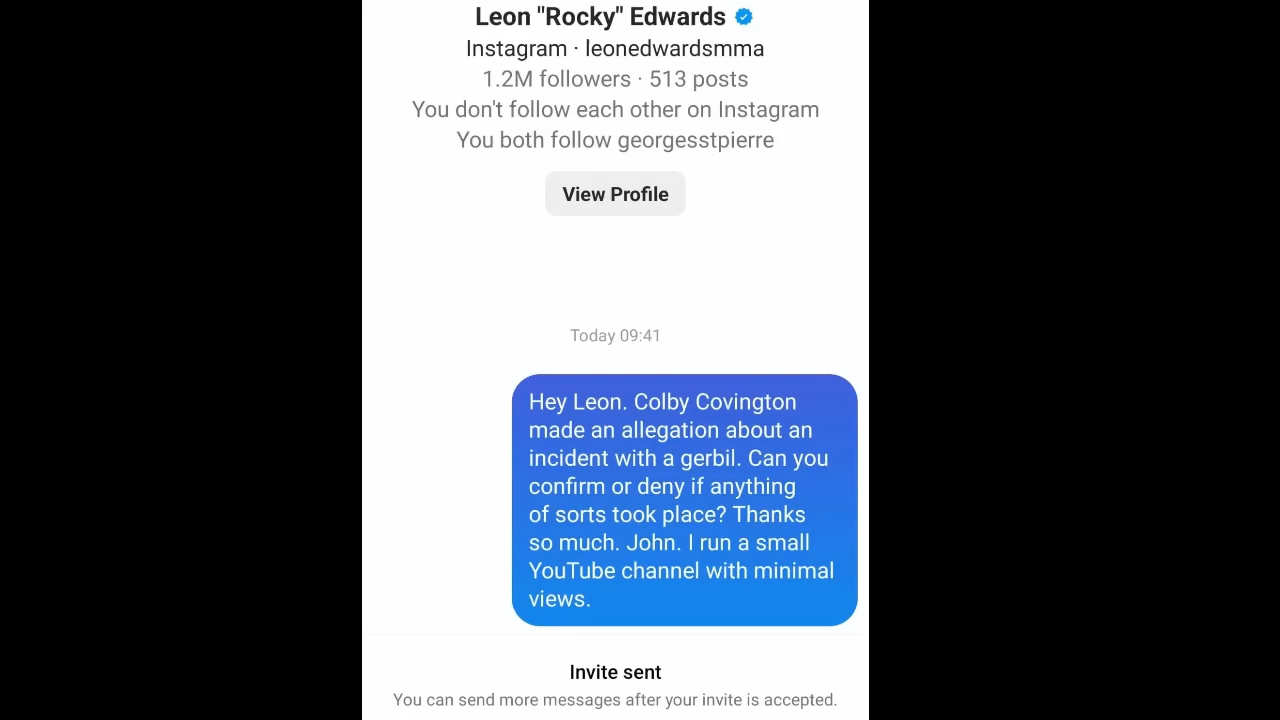 Leon "Rocky" Edwards
Instagram · leonedwardsmma
1.2M followers · 513 posts
You don't follow each other on Instagram
You both follow georgesstpierre
View Profile
Today 09:41
Hey Leon. Colby Covington
made an allegation about an
incident with a gerbil. Can you
confirm or deny if anything
of sorts took place? Thanks
so much. John. I run a small
YouTube channel with minimal
views.
Invite sent
You can send more messages after your invite is accepted.